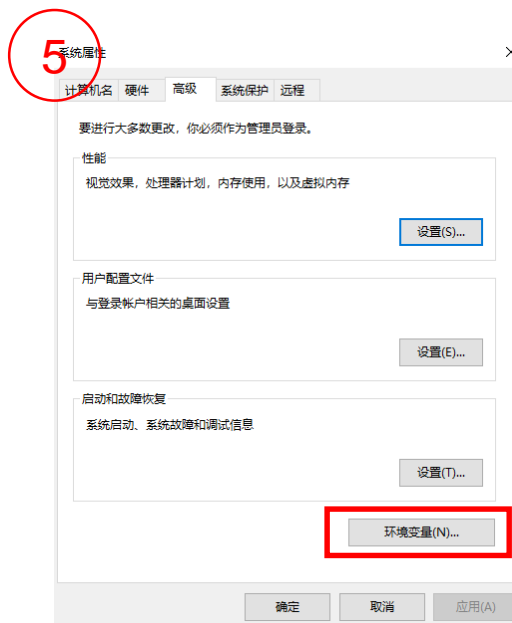 5
系统属性
计算机名 硬件 高级 系统保护 远程
要进行大多数更改，你必须作为管理员登录。
性能
视觉效果，处理器计划，内存使用，以及虚拟内存
设置(S)...
用户配置文件
与登录帐户相关的桌面设置
设置(E)...
启动和故障恢复
系统启动、系统故障和调试信息
设置(T)...
环境变量(N)...
确定 取消 应用(A)